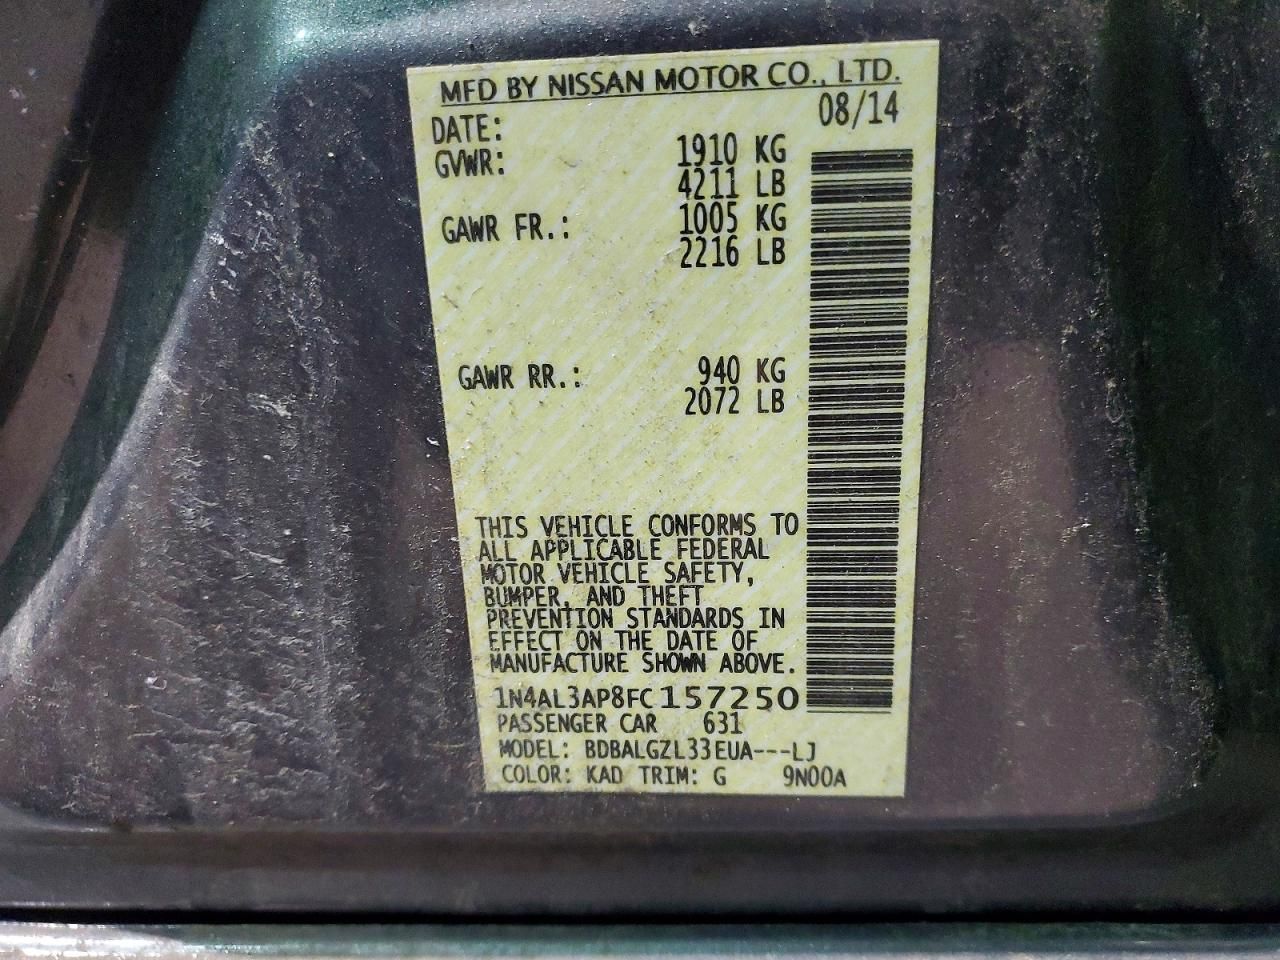 MFD BY NISSAN MOTOR CO., LTD.
DATE: 08/14
GVWR: 1910 KG
4211 LB
GAWR FR.: 1005 KG
2216 LB
GAWR RR.: 940 KG
2072 LB
THIS VEHICLE CONFORMS TO
ALL APPLICABLE FEDERAL
MOTOR VEHICLE SAFETY,
BUMPER, AND THEFT
PREVENTION STANDARDS IN
EFFECT ON THE DATE OF
MANUFACTURE SHOWN ABOVE.
1N4AL3AP8FC157250
PASSENGER CAR 631
MODEL: BDBALGZL33EUA---LJ
COLOR: KAD TRIM: G 9N00A